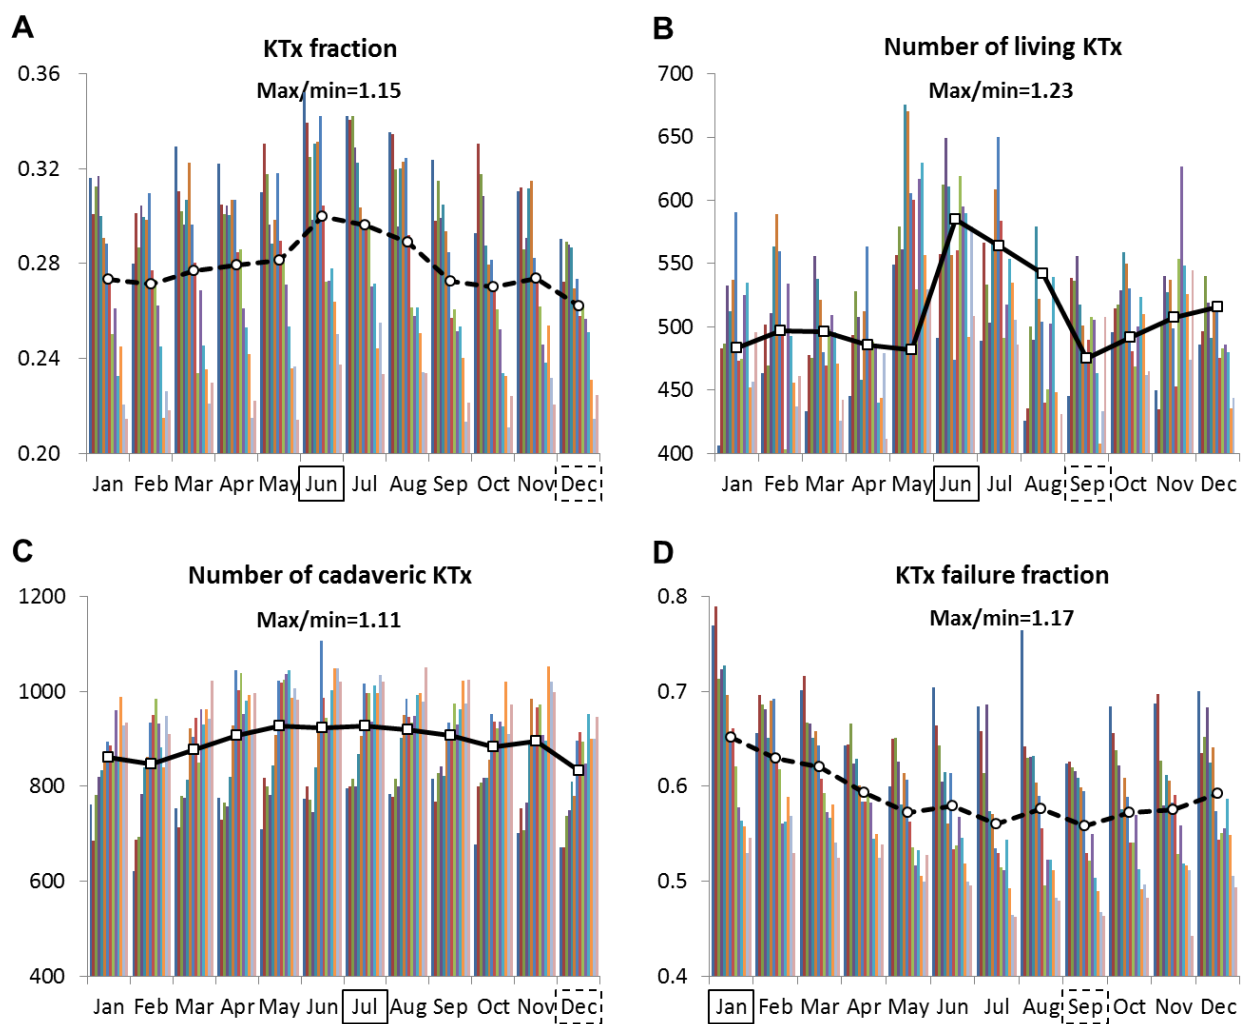 A
KTx fraction
Max/min=1.15
0.36
0.32
0.28
0.24
0.20
Jan Feb Mar Apr May Jun Jul Aug Sep Oct Nov Dec
B
Number of living KTx
Max/min=1.23
700
650
600
550
500
450
400
Jan Feb Mar Apr May Jun Jul Aug Sep Oct Nov Dec
C
Number of cadaveric KTx
Max/min=1.11
1200
1000
800
600
400
Jan Feb Mar Apr May Jun Jul Aug Sep Oct Nov Dec
D
KTx failure fraction
Max/min=1.17
0.8
0.7
0.6
0.5
0.4
Jan Feb Mar Apr May Jun Jul Aug Sep Oct Nov Dec